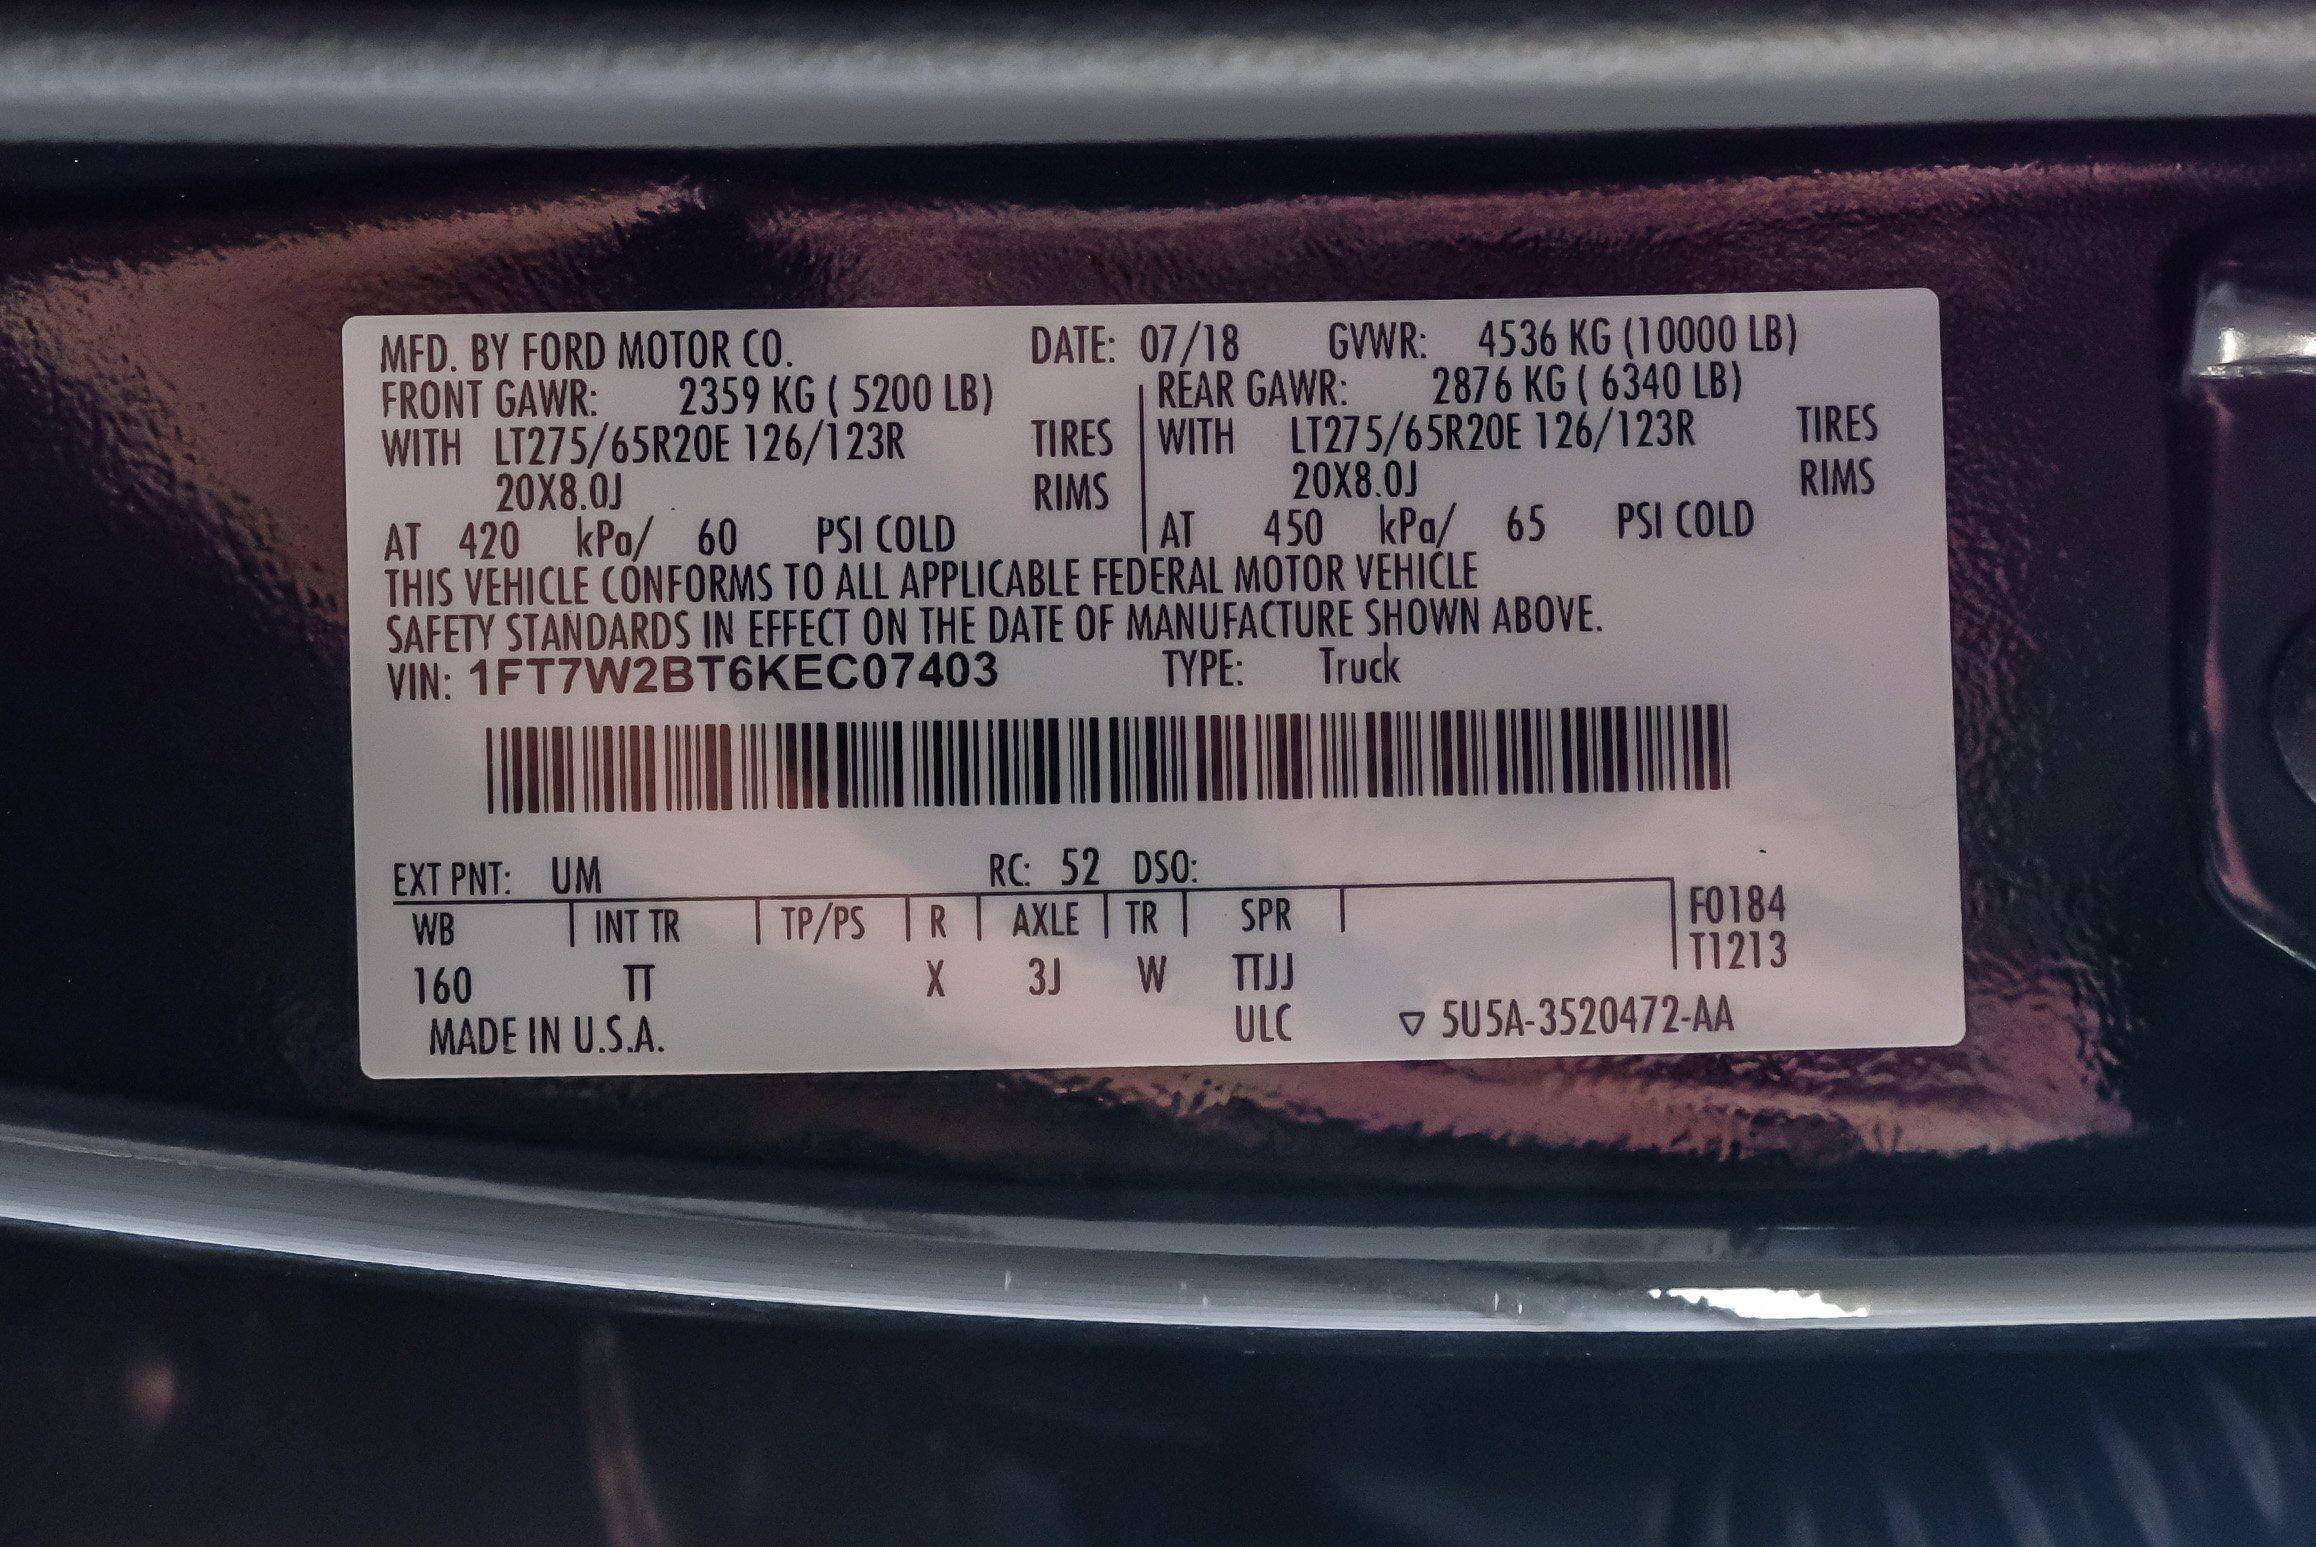 MFD. BY FORD MOTOR CO. DATE: 07/18 GVWR: 4536 KG (10000 LB)
FRONT GAWR: 2359 KG ( 5200 LB) REAR GAWR: 2876 KG ( 6340 LB)
WITH LT275/65R20E 126/123R TIRES WITH LT275/65R20E 126/123R TIRES
20X8.0J RIMS 20X8.0J RIMS
AT 420 kPa/ 60 PSI COLD AT 450 kPa/ 65 PSI COLD
THIS VEHICLE CONFORMS TO ALL APPLICABLE FEDERAL MOTOR VEHICLE
SAFETY STANDARDS IN EFFECT ON THE DATE OF MANUFACTURE SHOWN ABOVE.
VIN: 1FT7W2BT6KEC07403 TYPE: Truck
EXT PNT: UM RC: 52 DSO:
WB INT TR TP/PS R AXLE TR SPR F0184
160 TT X 3J W TTJJ T1213
MADE IN U.S.A. ULC ▽ 5U5A-3520472-AA